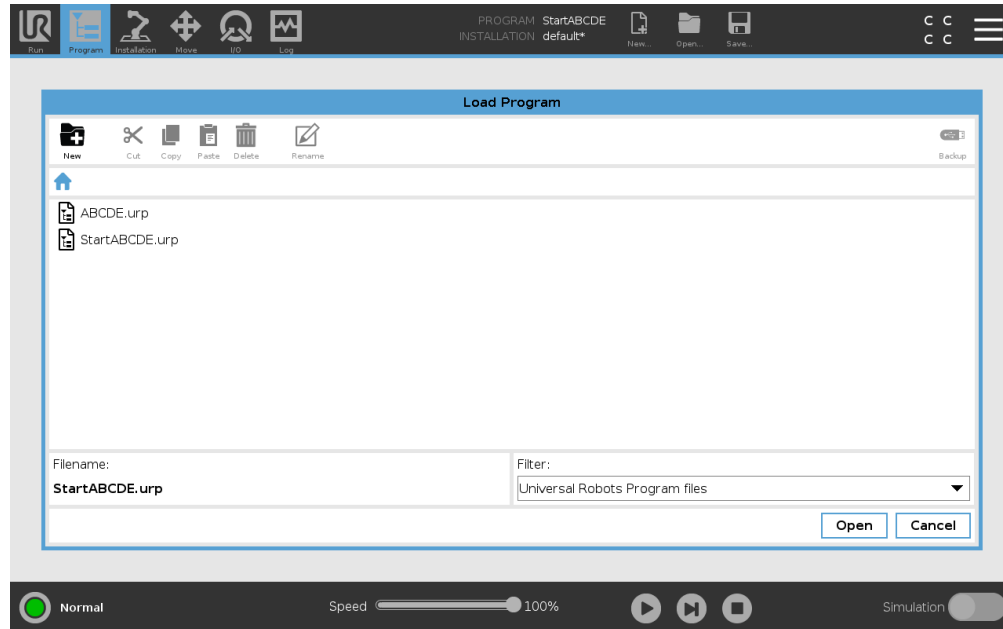 UR
PROGRAM StartABCDE
INSTALLATION default*
Run Program Installation Move I/O Log New... Open... Save...
C C
C C
Load Program
New Cut Copy Paste Delete Rename Backup
ABCDE.urp
StartABCDE.urp
Filename: Filter:
StartABCDE.urp Universal Robots Program files
Open Cancel
Normal Speed 100% Simulation